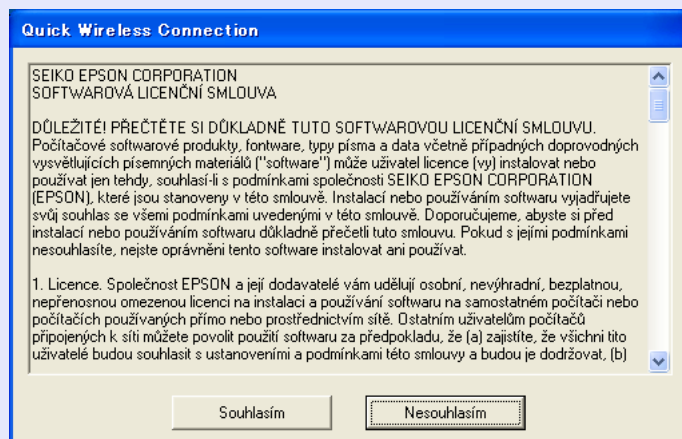 Quick Wireless Connection
SEIKO EPSON CORPORATION
SOFTWAROVÁ LICENČNÍ SMLOUVA
DŮLEŽITÉ! PŘEČTĚTE SI DŮKLADNĚ TUTO SOFTWAROVOU LICENČNÍ SMLOUVU.
Počítačové softwarové produkty, fontware, typy písma a data včetně případných doprovodných
vysvětlujících písemných materiálů ("software") může uživatel licence (vy) instalovat nebo
používat jen tehdy, souhlasí-li s podmínkami společnosti SEIKO EPSON CORPORATION
(EPSON), které jsou stanoveny v této smlouvě. Instalací nebo používáním softwaru vyjadřujete
svůj souhlas se všemi podmínkami uvedenými v této smlouvě. Doporučujeme, abyste si před
instalací nebo používáním softwaru důkladně přečetli tuto smlouvu. Pokud s jejími podmínkami
nesouhlasíte, nejste oprávněni tento software instalovat ani používat.
1. Licence. Společnost EPSON a její dodavatelé vám udělují osobní, nevýhradní, bezplatnou,
nepřenosnou omezenou licenci na instalaci a používání softwaru na samostatném počítači nebo
počítačích používaných přímo nebo prostřednictvím sítě. Ostatním uživatelům počítačů
připojených k síti můžete povolit použití softwaru za předpokladu, že (a) zajistíte, že všichni tito
uživatelé budou souhlasit s ustanoveními a podmínkami této smlouvy a budou je dodržovat, (b)
Souhlasím
Nesouhlasím